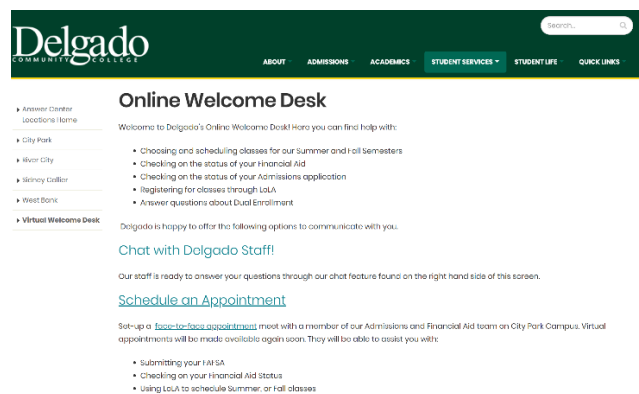 Delgado
COMMUNITY COLLEGE
Search..
ABOUT
ADMISSIONS
ACADEMICS
STUDENT SERVICES
STUDENT LIFE
QUICK LINKS
Answer Center
Locations Home
City Park
River City
Sidney Collier
West Bank
Virtual Welcome Desk
Online Welcome Desk
Welcome to Delgado's Online Welcome Desk! Here you can find help with:
Choosing and scheduling classes for our Summer and Fall Semesters
Checking on the status of your Financial Aid
Checking on the status of your Admissions application
Registering for classes through LoLA
Answer questions about Dual Enrollment
Delgado is happy to offer the following options to communicate with you.
Chat with Delgado Staff!
Our staff is ready to answer your questions through our chat feature found on the right hand side of this screen.
Schedule an Appointment
Set-up a face-to-face appointment meet with a member of our Admissions and Financial Aid team on City Park Campus. Virtual
appointments will be made available again soon. They will be able to assist you with:
Submitting your FAFSA
Checking on your Financial Aid Status
Using LoLA to schedule Summer, or Fall classes